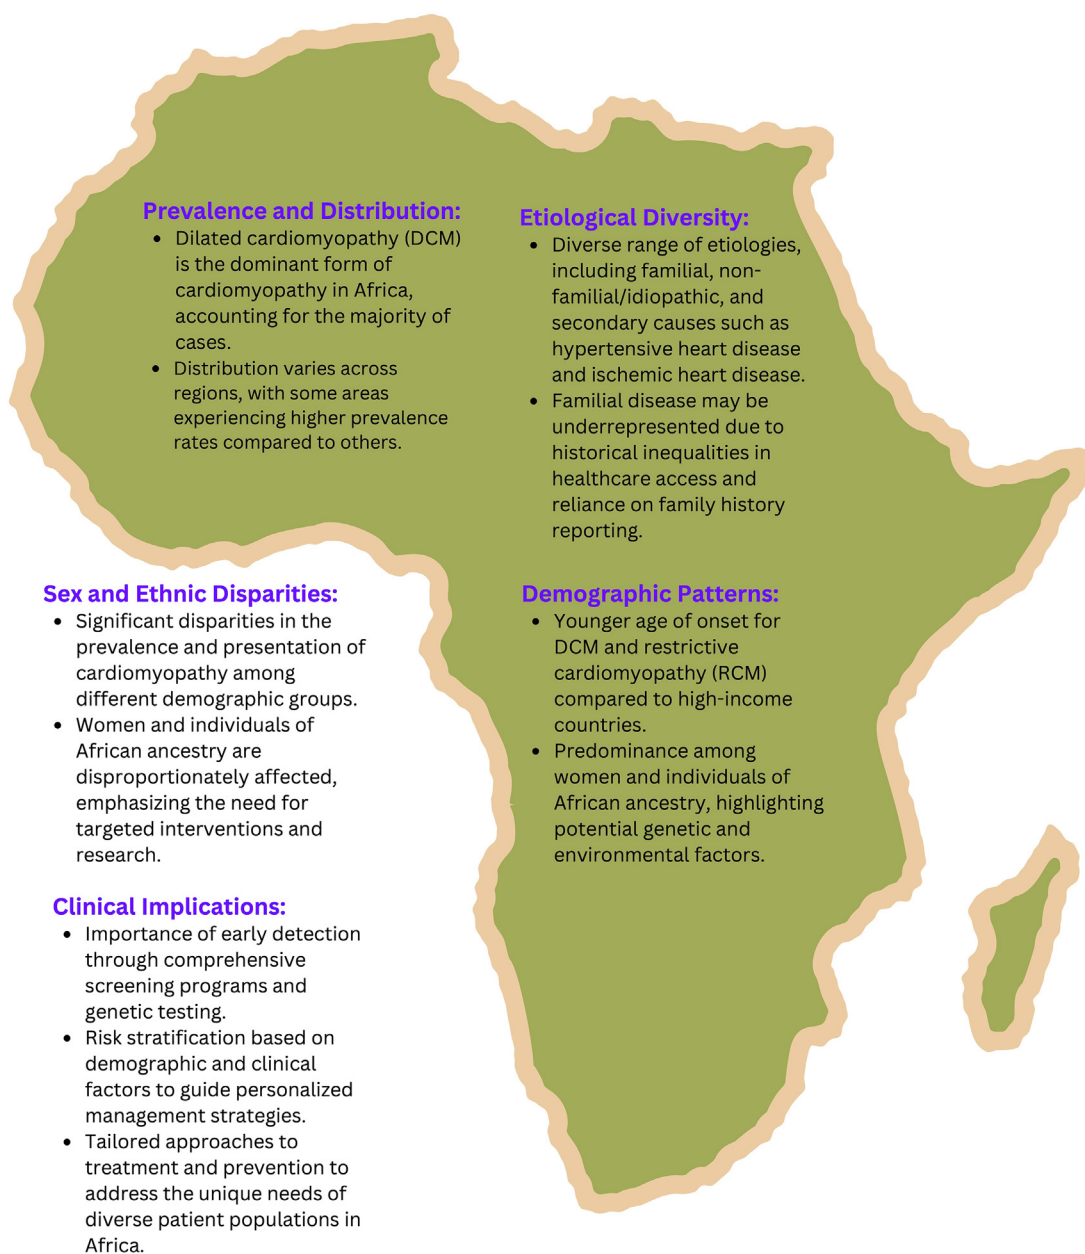 Prevalence and Distribution:
• Dilated cardiomyopathy (DCM)
is the dominant form of
cardiomyopathy in Africa,
accounting for the majority of
cases.
• Distribution varies across
regions, with some areas
experiencing higher prevalence
rates compared to others.
Etiological Diversity:
• Diverse range of etiologies,
including familial, non-
familial/idiopathic, and
secondary causes such as
hypertensive heart disease
and ischemic heart disease.
• Familial disease may be
underrepresented due to
historical inequalities in
healthcare access and
reliance on family history
reporting.
Sex and Ethnic Disparities:
• Significant disparities in the
prevalence and presentation of
cardiomyopathy among
different demographic groups.
• Women and individuals of
African ancestry are
disproportionately affected,
emphasizing the need for
targeted interventions and
research.
Demographic Patterns:
• Younger age of onset for
DCM and restrictive
cardiomyopathy (RCM)
compared to high-income
countries.
• Predominance among
women and individuals of
African ancestry, highlighting
potential genetic and
environmental factors.
Clinical Implications:
• Importance of early detection
through comprehensive
screening programs and
genetic testing.
• Risk stratification based on
demographic and clinical
factors to guide personalized
management strategies.
• Tailored approaches to
treatment and prevention to
address the unique needs of
diverse patient populations in
Africa.